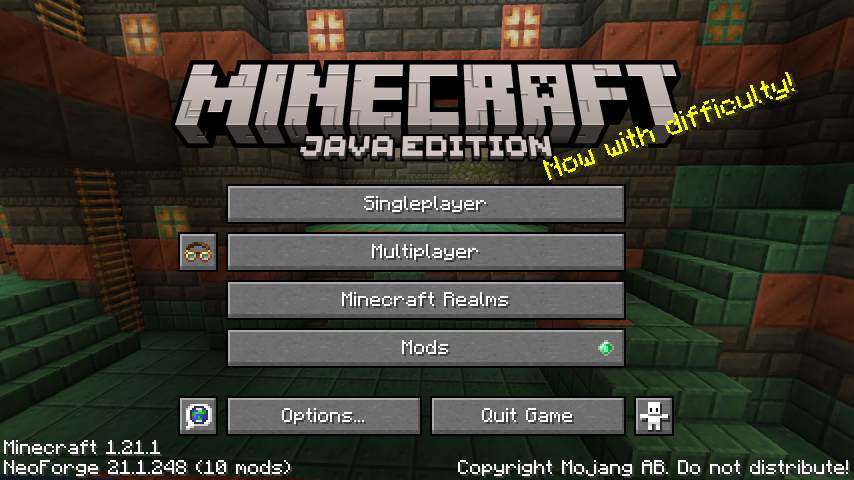 MINECRAFT
JAVA EDITION
Now with difficulty!
Singleplayer
Multiplayer
Minecraft Realms
Mods
Options...
Quit Game
Minecraft 1.21.1
NeoForge 21.1.248 (10 mods)
Copyright Mojang AB. Do not distribute!